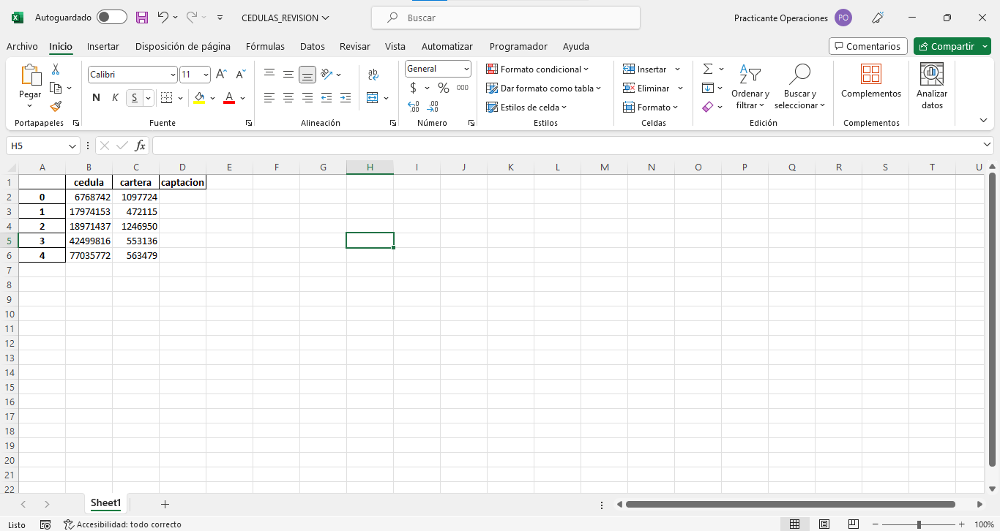 Autoguardado CEDULAS_REVISION Buscar Practicante Operaciones PO
Archivo Inicio Insertar Disposición de página Fórmulas Datos Revisar Vista Automatizar Programador Ayuda Comentarios Compartir
Pegar
Portapapeles
Calibri 11
N K S
Fuente
Alineación
General
$ % 000
Número
Formato condicional
Dar formato como tabla
Estilos de celda
Estilos
Insertar
Eliminar
Formato
Celdas
Ordenar y filtrar
Buscar y seleccionar
Edición
Complementos
Complementos
Analizar datos
H5 fx
A B C D E F G H I J K L M N O P Q R S T U
1 cedula cartera captacion
2 0 6768742 1097724
3 1 17974153 472115
4 2 18971437 1246950
5 3 42499816 553136
6 4 77035772 563479
7
8
9
10
11
12
13
14
15
16
17
18
19
20
21
22
Sheet1
Listo Accesibilidad: todo correcto 100%